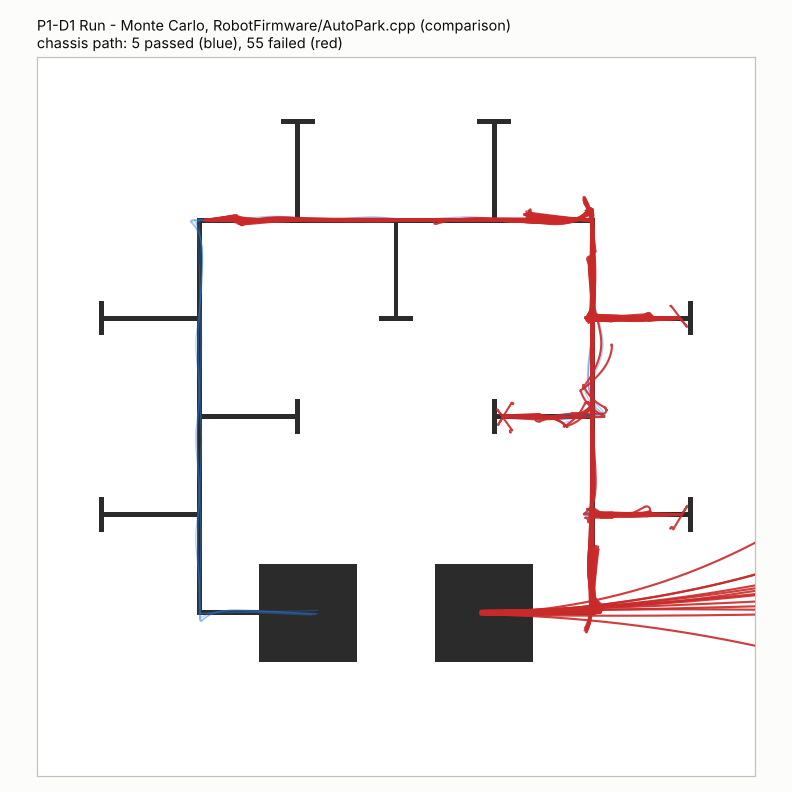 P1-D1 Run - Monte Carlo, RobotFirmware/AutoPark.cpp (comparison)
chassis path: 5 passed (blue), 55 failed (red)